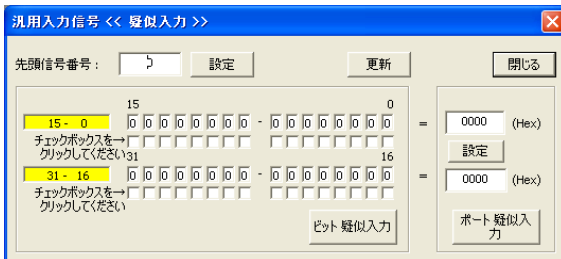 汎用入力信号 << 疑似入力 >>
先頭信号番号： 設定 更新 閉じる
15 0
15 - 0 0 0 0 0 0 0 0 0 - 0 0 0 0 0 0 0 0 = 0000 (Hex)
チェックボックスを→
クリックしてください
31 16
設定
31 - 16 0 0 0 0 0 0 0 0 - 0 0 0 0 0 0 0 0 = 0000 (Hex)
チェックボックスを→
クリックしてください
ビット 疑似入力
ポート 疑似入
力